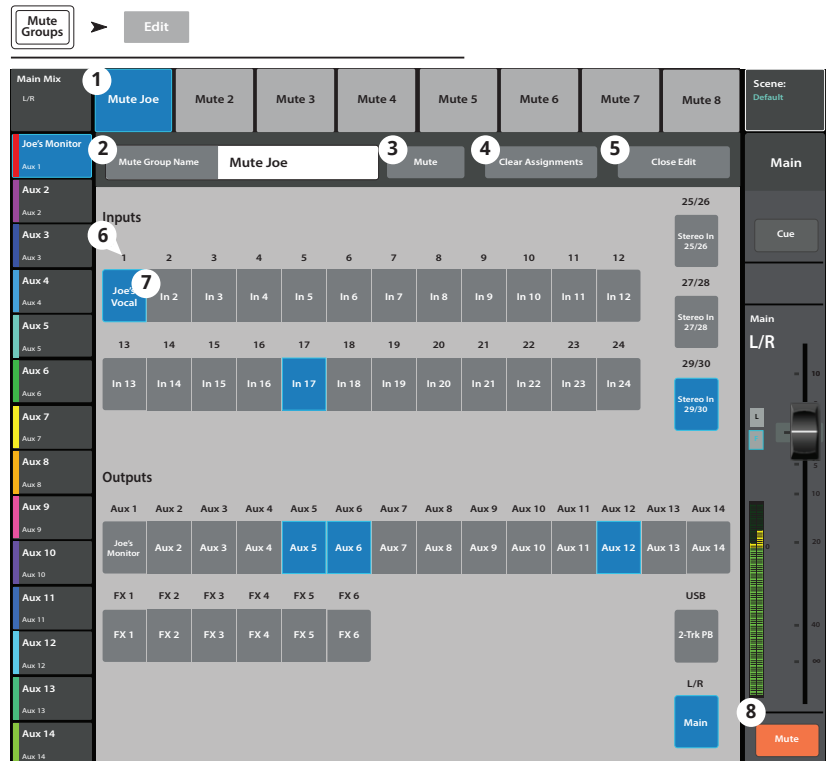 Mute Groups
Edit
Main Mix
L/R
1
Mute Joe
Mute 2
Mute 3
Mute 4
Mute 5
Mute 6
Mute 7
Mute 8
Scene:
Default
Joe's Monitor
Aux 1
2
Mute Group Name
Mute Joe
3
Mute
4
Clear Assignments
5
Close Edit
Main
Aux 2
Aux 2
Aux 3
Aux 3
Aux 4
Aux 4
Aux 5
Aux 5
Aux 6
Aux 6
Aux 7
Aux 7
Aux 8
Aux 8
Aux 9
Aux 9
Aux 10
Aux 10
Aux 11
Aux 11
Aux 12
Aux 12
Aux 13
Aux 13
Aux 14
Aux 14
Inputs
6
1 2 3 4 5 6 7 8 9 10 11 12
Joe's Vocal
7
In 2 In 3 In 4 In 5 In 6 In 7 In 8 In 9 In 10 In 11 In 12
13 14 15 16 17 18 19 20 21 22 23 24
In 13 In 14 In 15 In 16 In 17 In 18 In 19 In 20 In 21 In 22 In 23 In 24
25/26
Stereo In
25/26
27/28
Stereo In
27/28
29/30
Stereo In
29/30
Outputs
Aux 1 Aux 2 Aux 3 Aux 4 Aux 5 Aux 6 Aux 7 Aux 8 Aux 9 Aux 10 Aux 11 Aux 12 Aux 13 Aux 14
Joe's Monitor
Aux 2 Aux 3 Aux 4 Aux 5 Aux 6 Aux 7 Aux 8 Aux 9 Aux 10 Aux 11 Aux 12 Aux 13 Aux 14
FX 1 FX 2 FX 3 FX 4 FX 5 FX 6
FX 1 FX 2 FX 3 FX 4 FX 5 FX 6
USB
2-Trk PB
L/R
Main
Cue
Main
L/R
10
L
5
10
0
20
40
∞
8
Mute